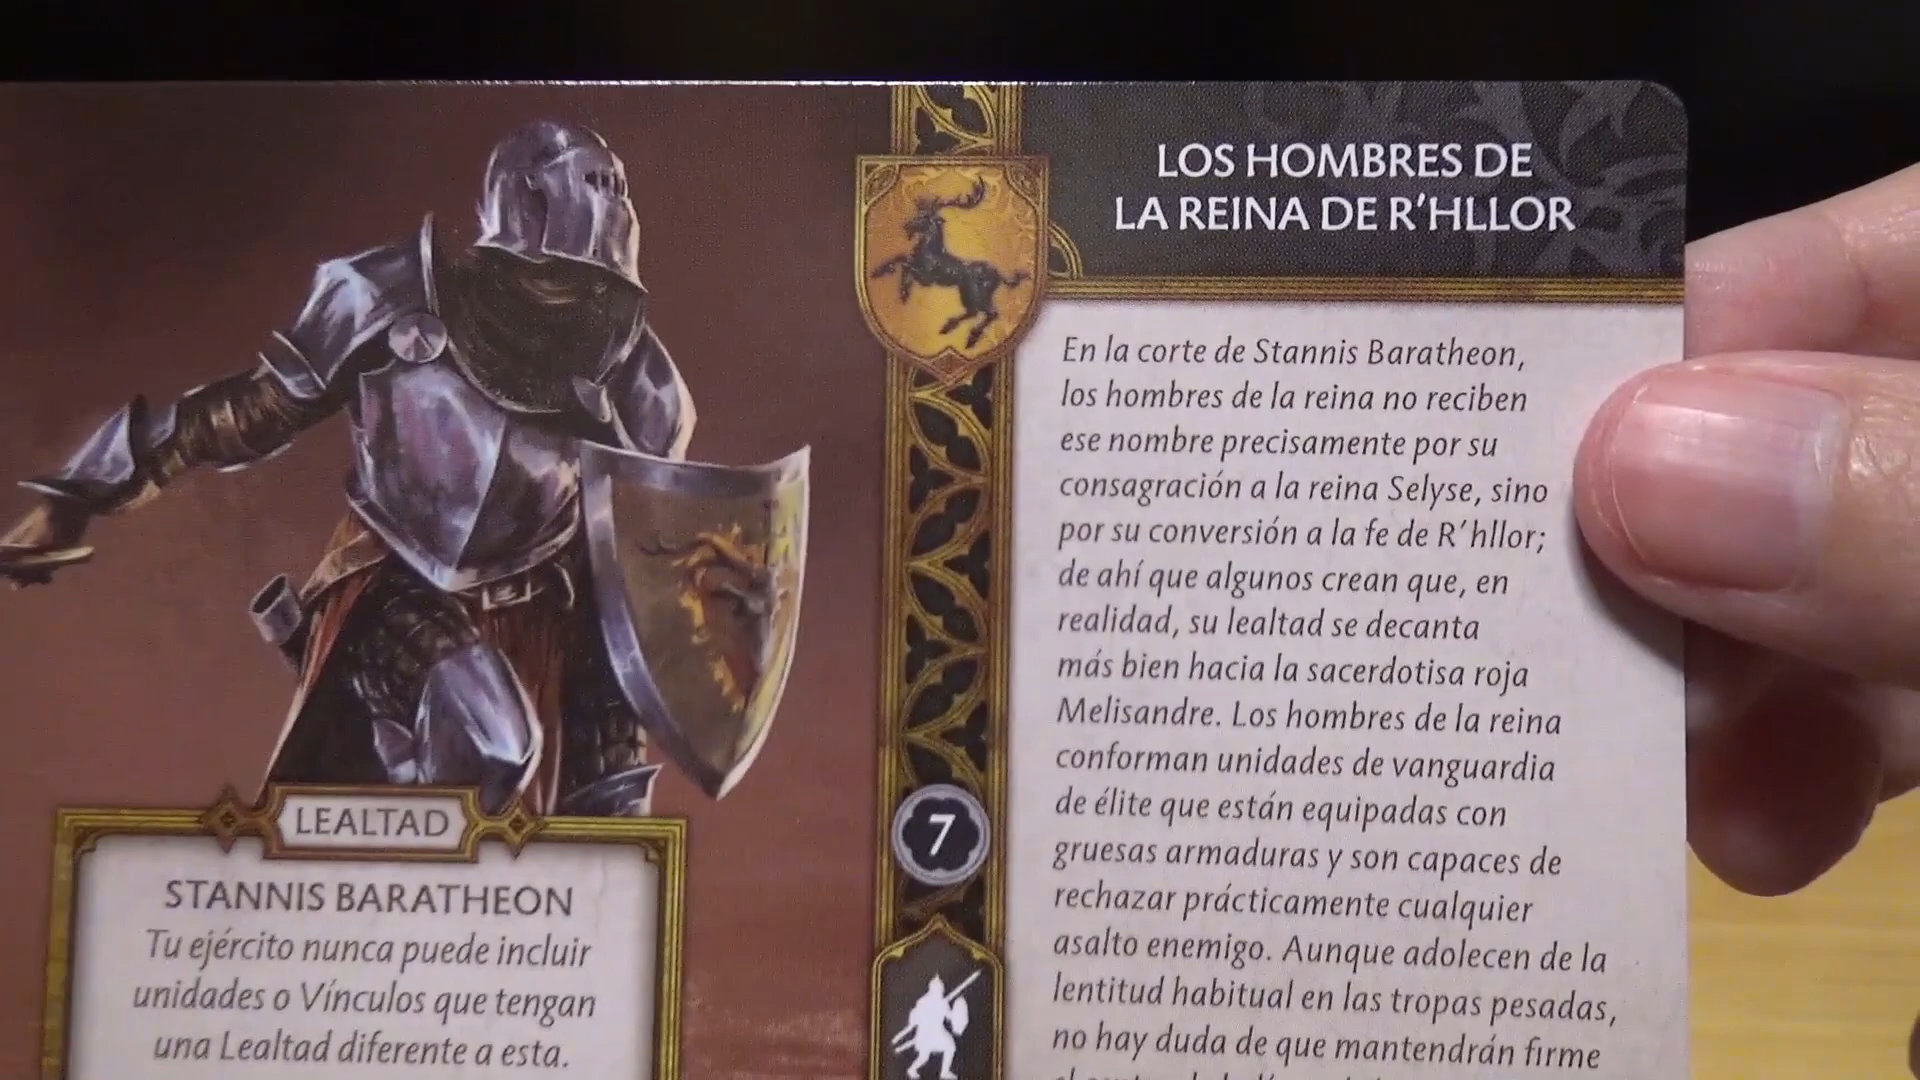 LOS HOMBRES DE
LA REINA DE R'HLLOR
En la corte de Stannis Baratheon,
los hombres de la reina no reciben
ese nombre precisamente por su
consagración a la reina Selyse, sino
por su conversión a la fe de R'hllor;
de ahí que algunos crean que, en
realidad, su lealtad se decanta
más bien hacia la sacerdotisa roja
Melisandre. Los hombres de la reina
conforman unidades de vanguardia
de élite que están equipadas con
gruesas armaduras y son capaces de
rechazar prácticamente cualquier
asalto enemigo. Aunque adolecen de la
lentitud habitual en las tropas pesadas,
no hay duda de que mantendrán firme
7
LEALTAD
STANNIS BARATHEON
Tu ejército nunca puede incluir
unidades o Vínculos que tengan
una Lealtad diferente a esta.